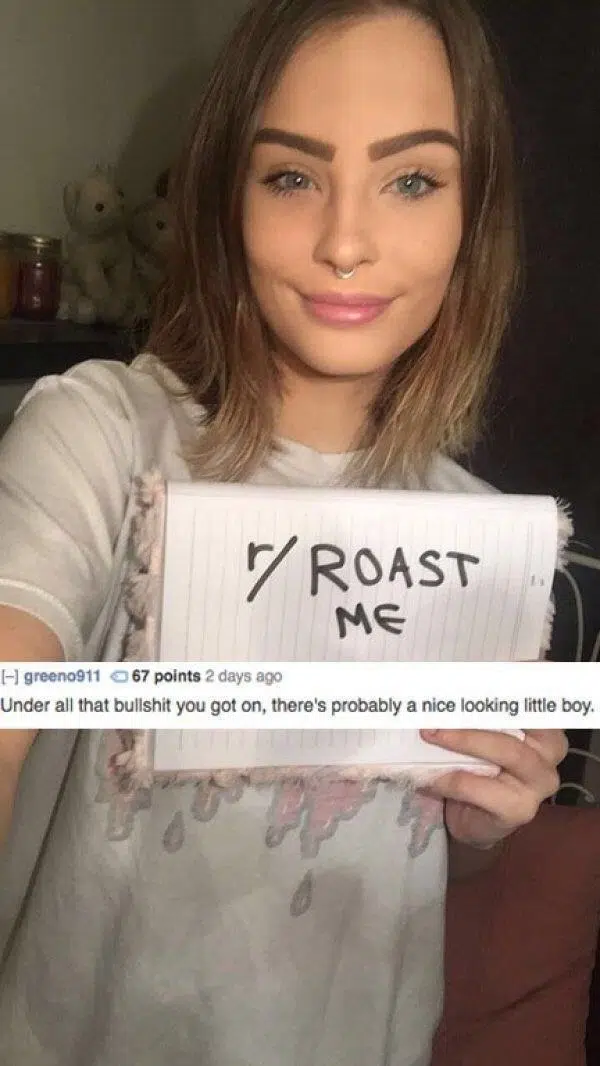 r/ROAST
ME
[-] greeno911 67 points 2 days ago
Under all that bullshit you got on, there's probably a nice looking little boy.